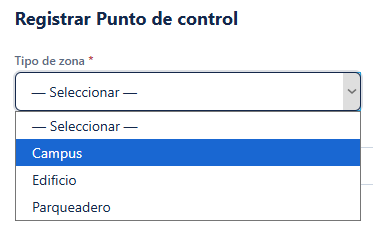 Registrar Punto de control
Tipo de zona *
— Seleccionar —
— Seleccionar —
Campus
Edificio
Parqueadero